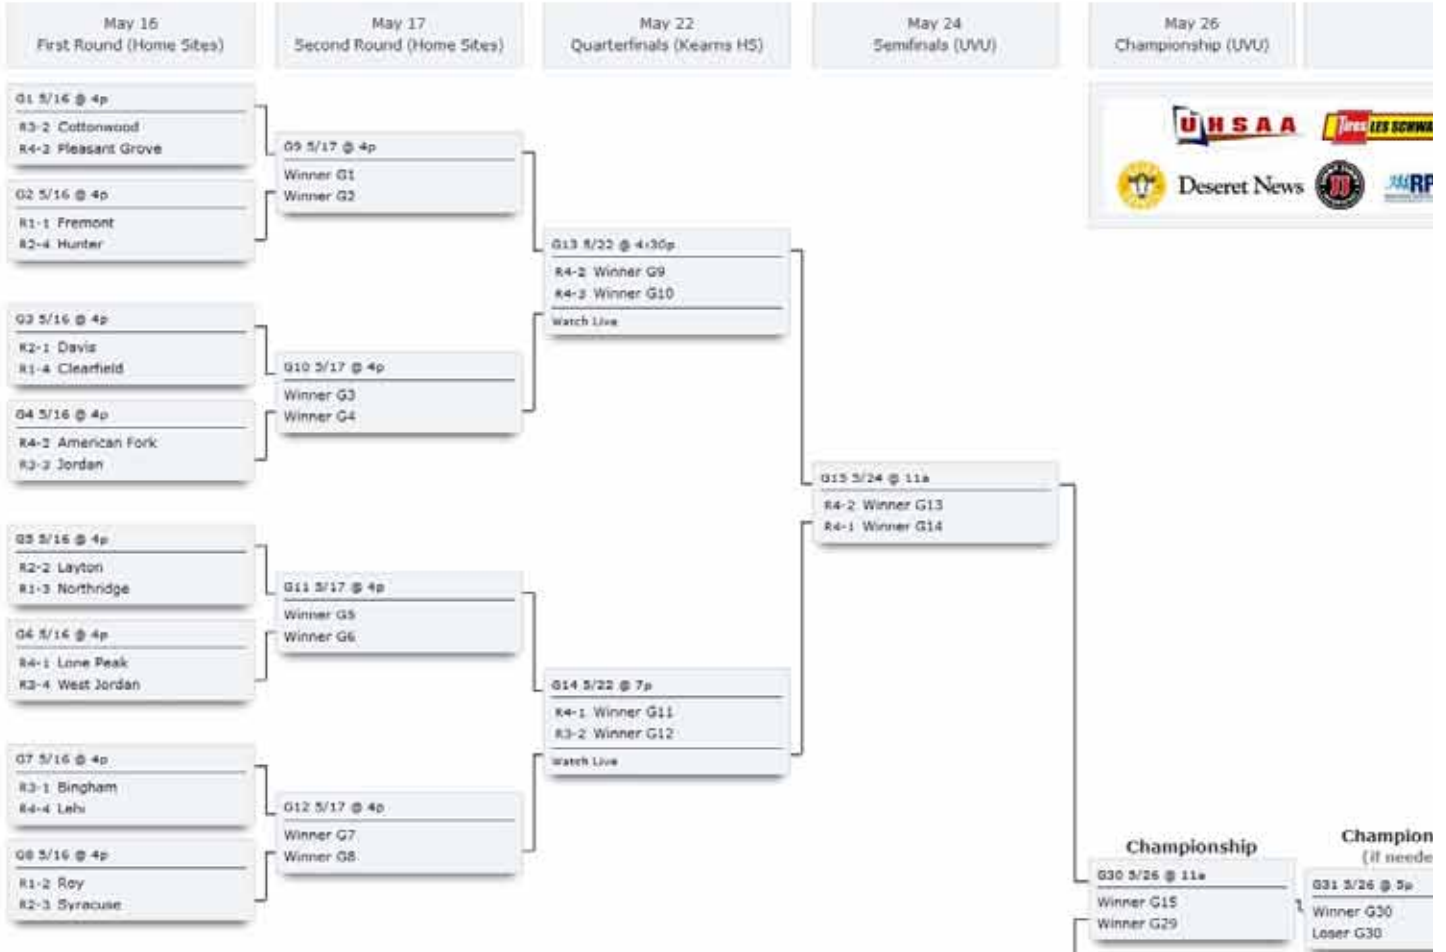 May 16
First Round (Home Sites)
May 17
Second Round (Home Sites)
May 22
Quarterfinals (Kearns HS)
May 24
Semifinals (UVU)
May 26
Championship (UVU)
G1 5/16 @ 4p
R3-2 Cottonwood
R4-3 Pleasant Grove
G2 5/16 @ 4p
R1-1 Fremont
R2-4 Hunter
G3 5/16 @ 4p
R2-1 Davis
R1-4 Clearfield
G4 5/16 @ 4p
R4-2 American Fork
R3-3 Jordan
G5 5/16 @ 4p
R2-2 Layton
R1-3 Northridge
G6 5/16 @ 4p
R4-1 Lone Peak
R3-4 West Jordan
G7 5/16 @ 4p
R3-1 Bingham
R4-4 Lehi
G8 5/16 @ 4p
R1-2 Roy
R2-3 Syracuse
G9 5/17 @ 4p
Winner G1
Winner G2
G10 5/17 @ 4p
Winner G3
Winner G4
G11 5/17 @ 4p
Winner G5
Winner G6
G12 5/17 @ 4p
Winner G7
Winner G8
G13 5/22 @ 4:30p
R4-2 Winner G9
R4-3 Winner G10
Watch Live
G14 5/22 @ 7p
R4-1 Winner G11
R3-2 Winner G12
Watch Live
G15 5/24 @ 11a
R4-2 Winner G13
R4-1 Winner G14
UHSAA
Tires LES SCHWA
Deseret News
RP
Championship
G30 5/26 @ 11a
Winner G15
Winner G29
Champion
(if neede
G31 5/26 @ 5p
Winner G30
Loser G30